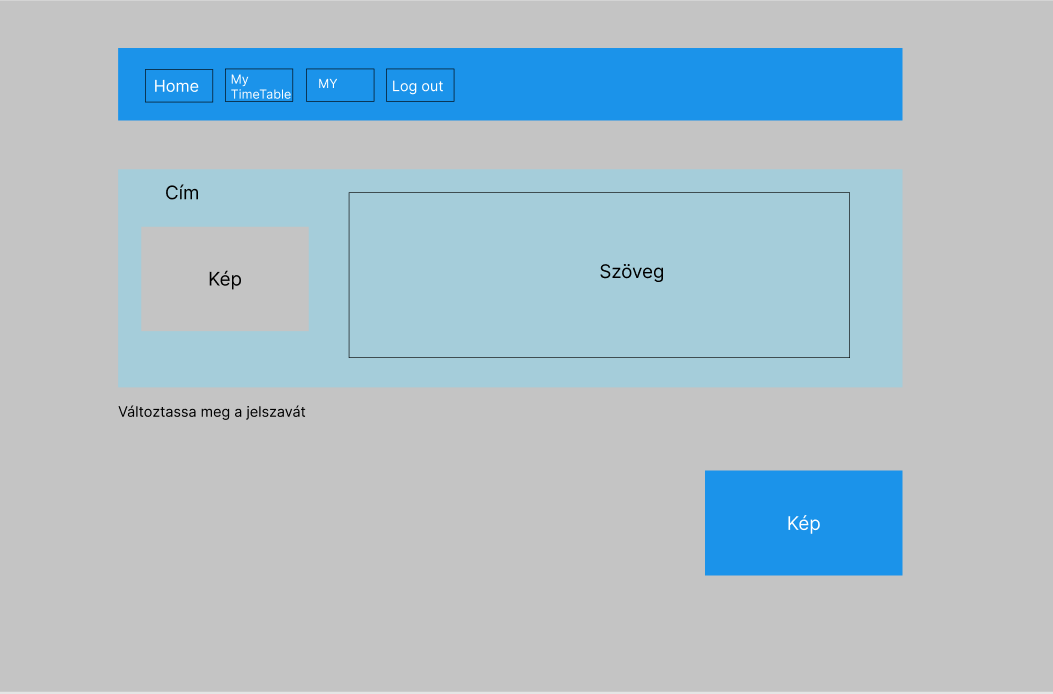 Home
My
TimeTable
MY
Log out
Cím
Kép
Szöveg
Változtassa meg a jelszavát
Kép